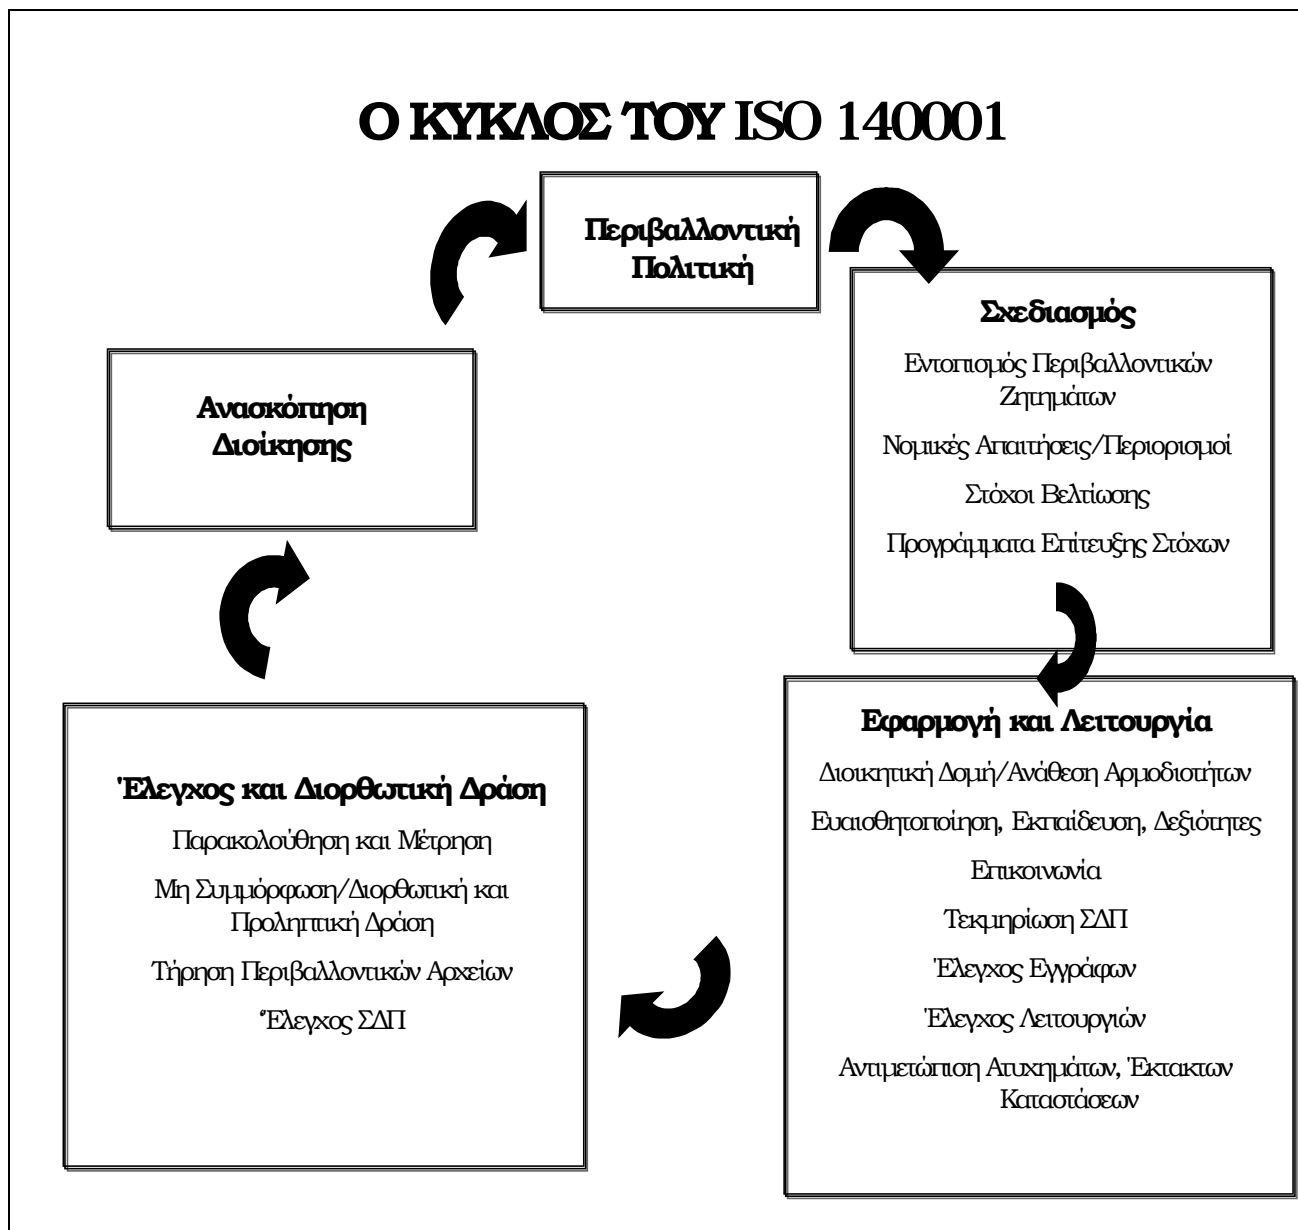 Ο ΚΥΚΛΟΣ ΤΟΥ ISO 140001
Περιβαλλοντική
Πολιτική
Σχεδιασμός
Εντοπισμός Περιβαλλοντικών
Ζητημάτων
Νομικές Απαιτήσεις/Περιορισμοί
Στόχοι Βελτίωσης
Προγράμματα Επίτευξης Στόχων
Εφαρμογή και Λειτουργία
Διοικητική Δομή/Ανάθεση Αρμοδιοτήτων
Ευαισθητοποίηση, Εκπαίδευση, Δεξιότητες
Επικοινωνία
Τεκμηρίωση ΣΔΠ
Έλεγχος Εγγράφων
Έλεγχος Λειτουργιών
Αντιμετώπιση Ατυχημάτων, Έκτακτων
Καταστάσεων
Έλεγχος και Διορθωτική Δράση
Παρακολούθηση και Μέτρηση
Μη Συμμόρφωση/Διορθωτική και
Προληπτική Δράση
Τήρηση Περιβαλλοντικών Αρχείων
Έλεγχος ΣΔΠ
Ανασκόπηση
Διοίκησης